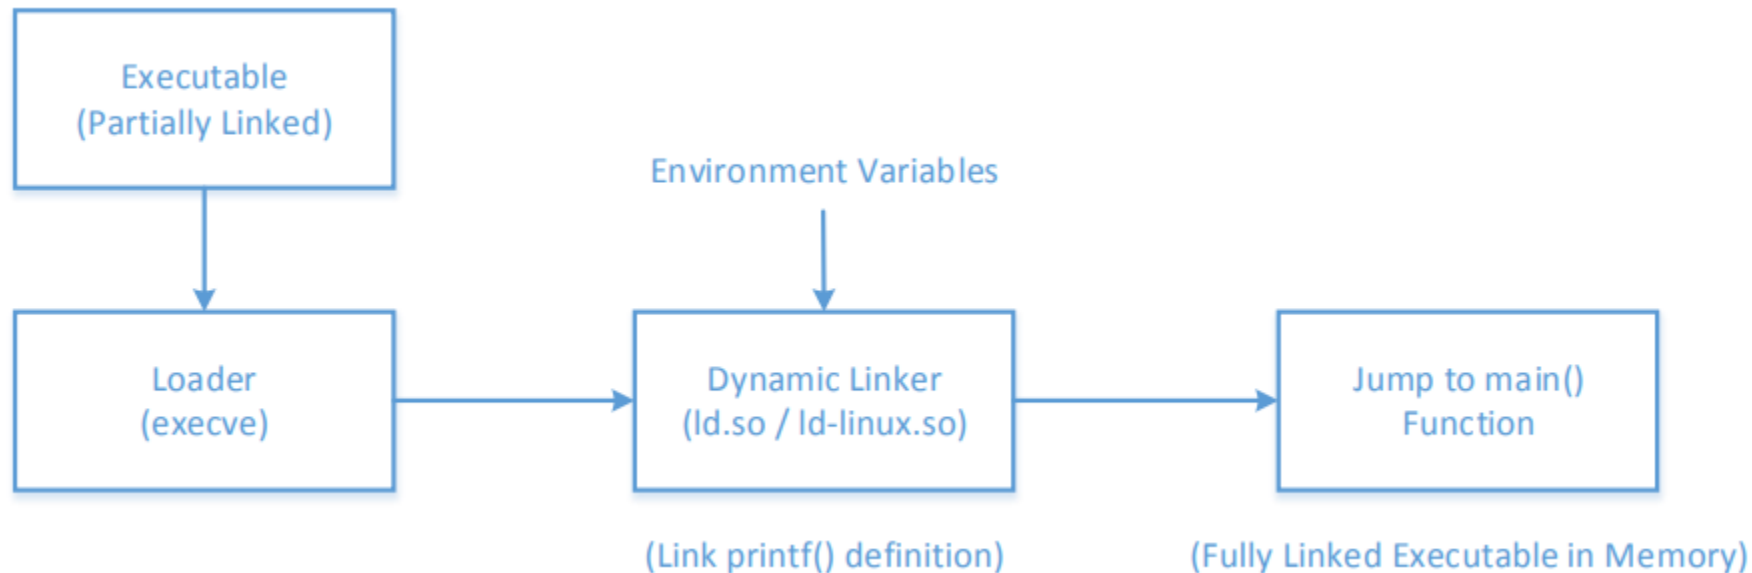 Executable
(Partially Linked)
Environment Variables
Loader
(execve)
Dynamic Linker
(ld.so / ld-linux.so)
Jump to main()
Function
(Link printf() definition)
(Fully Linked Executable in Memory)